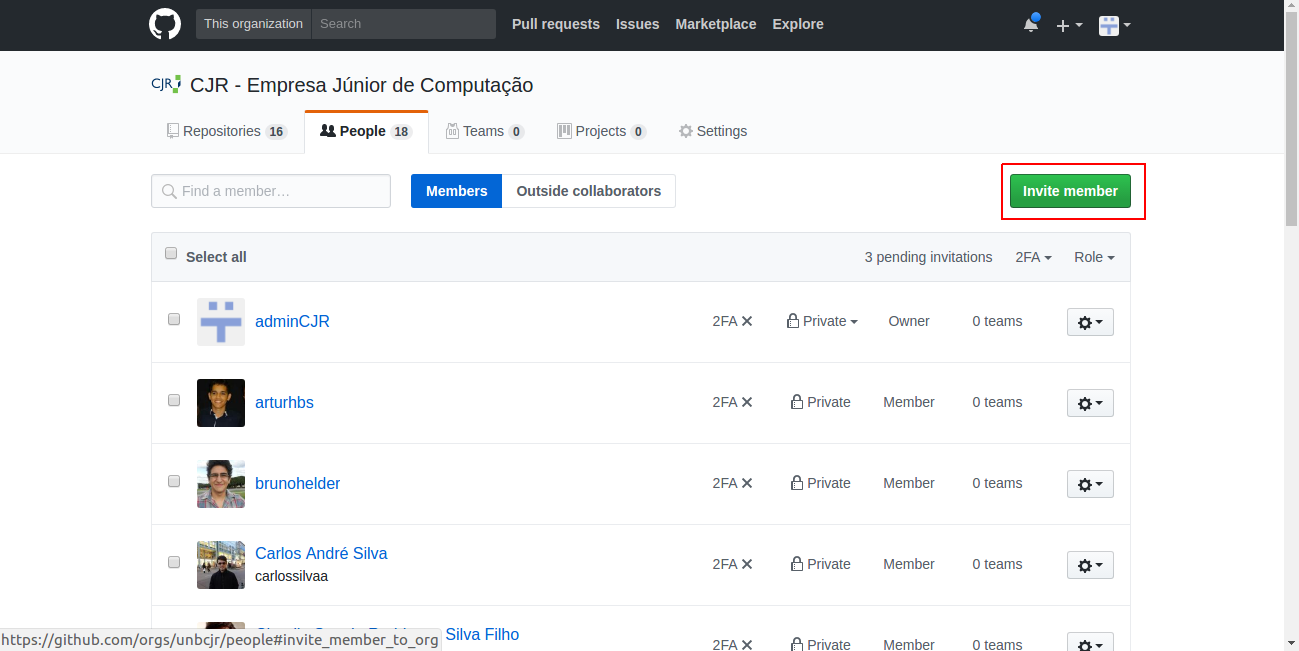 This organization Search Pull requests Issues Marketplace Explore
CJR CJR - Empresa Júnior de Computação
Repositories 16 People 18 Teams 0 Projects 0 Settings
Find a member… Members Outside collaborators Invite member
Select all 3 pending invitations 2FA Role
adminCJR 2FA Private Owner 0 teams
arturhbs 2FA Private Member 0 teams
brunohelder 2FA Private Member 0 teams
Carlos André Silva
carlossilvaa 2FA Private Member 0 teams
Silva Filho
2FA Private Member 0 teams
https://github.com/orgs/unbcjr/people#invite_member_to_org